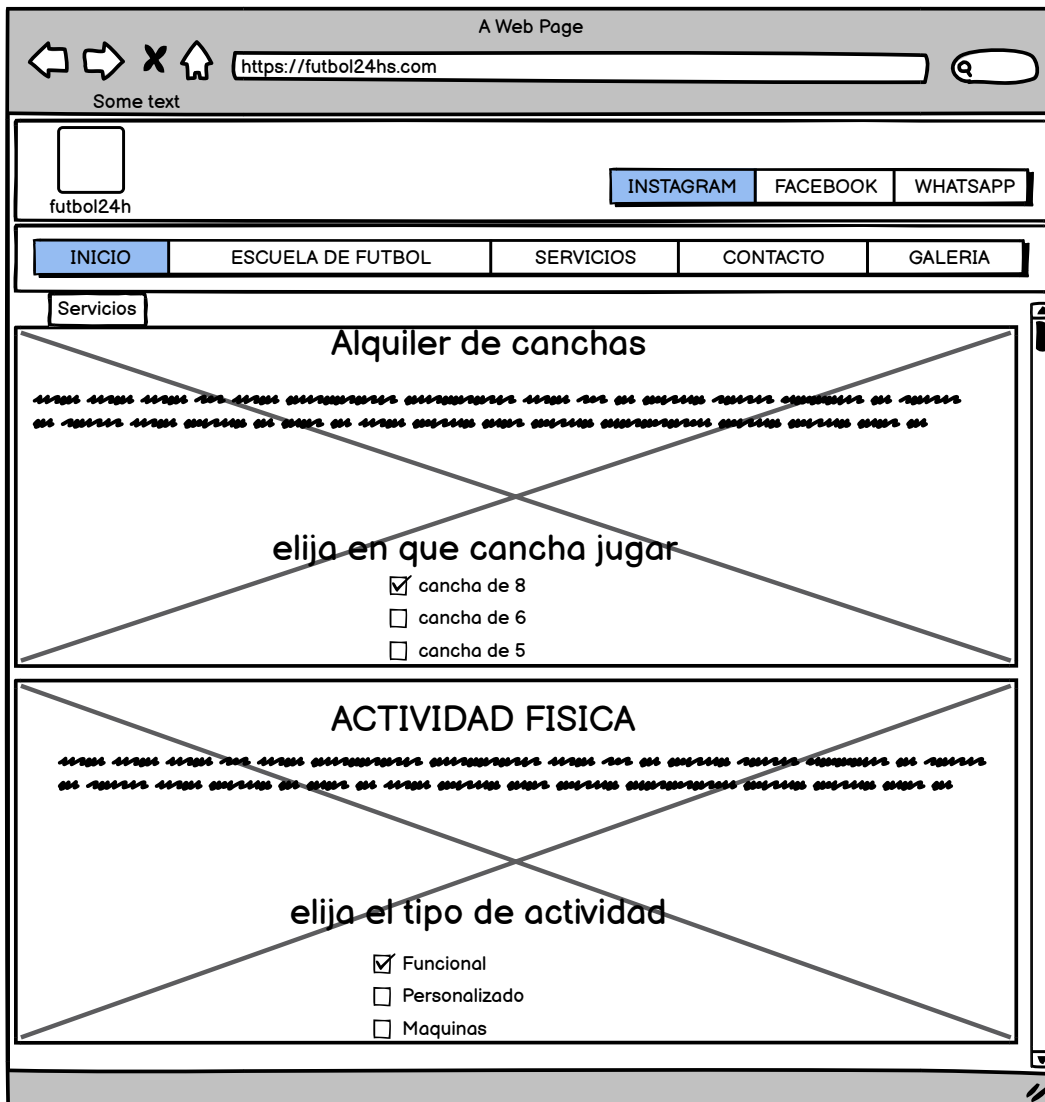 A Web Page
https://futbol24hs.com
Some text
INSTAGRAM FACEBOOK WHATSAPP
futbol24h
INICIO ESCUELA DE FUTBOL SERVICIOS CONTACTO GALERIA
Servicios
Alquiler de canchas
elija en que cancha jugar
cancha de 8
cancha de 6
cancha de 5
ACTIVIDAD FISICA
elija el tipo de actividad
Funcional
Personalizado
Maquinas